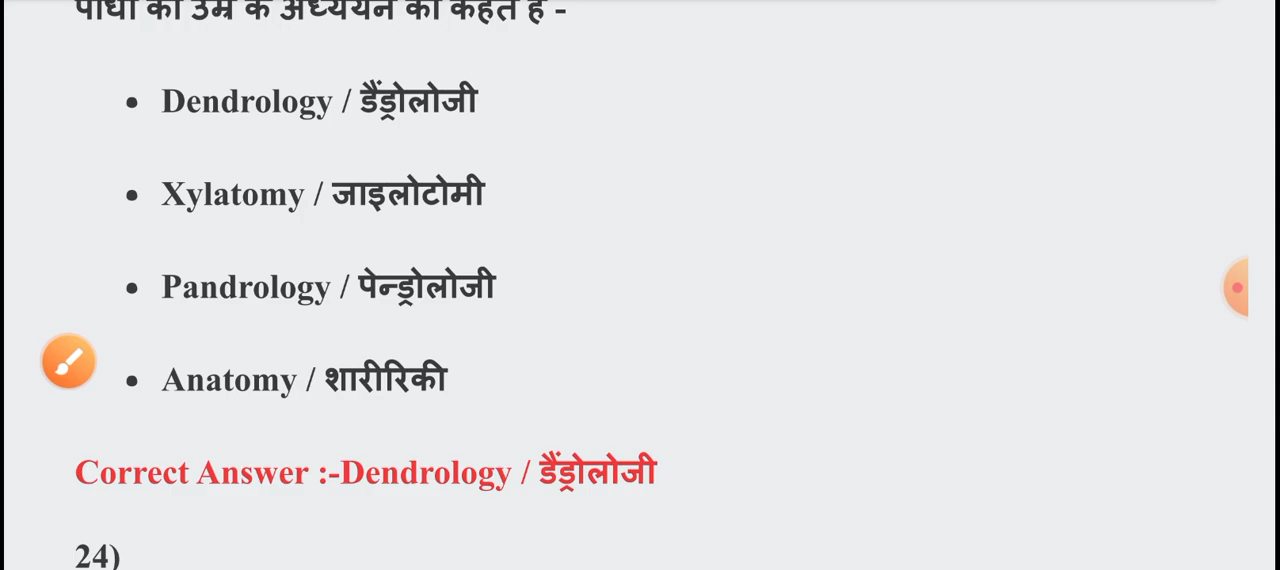 पौधों की उम्र के अध्ययन को कहते हैं -
Dendrology / डैंड्रोलोजी
Xylatomy / जाइलोटोमी
Pandrology / पेन्ड्रोलोजी
Anatomy / शारीरिकी
Correct Answer :-Dendrology / डैंड्रोलोजी
24)